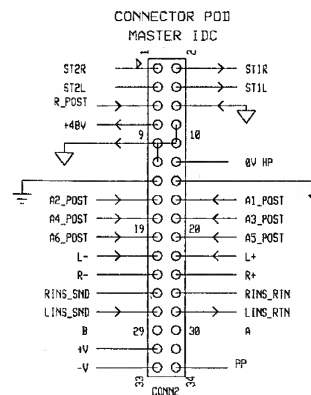 CONNECTOR POD
MASTER IDC
1 2
ST2R ST1R
ST2L ST1L
R_POST
+48V
9 10
0V HP
A2_POST A1_POST
A4_POST A3_POST
A6_POST 19 20 A5_POST
L- L+
R- R+
RINS_SND RINS_RTN
LINS_SND LINS_RTN
B 29 30 A
+V
-V PP
33 34
CONN2